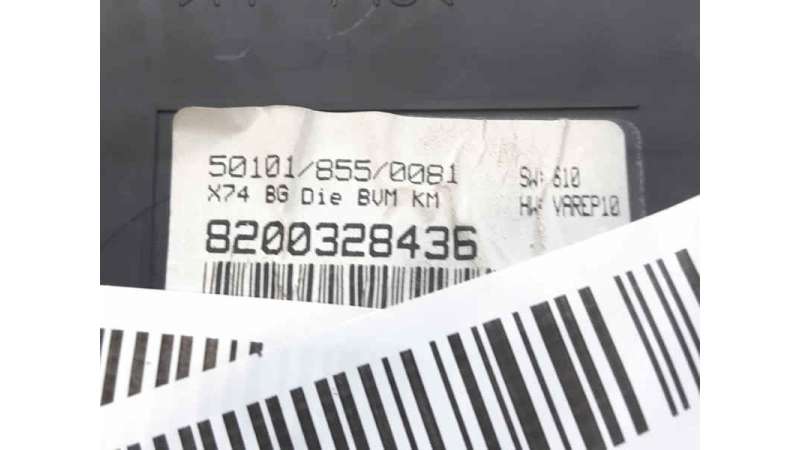 50101/855/0081
SW: 610
X74 BG Die BVM KM
HW: VAREP10
8200328436